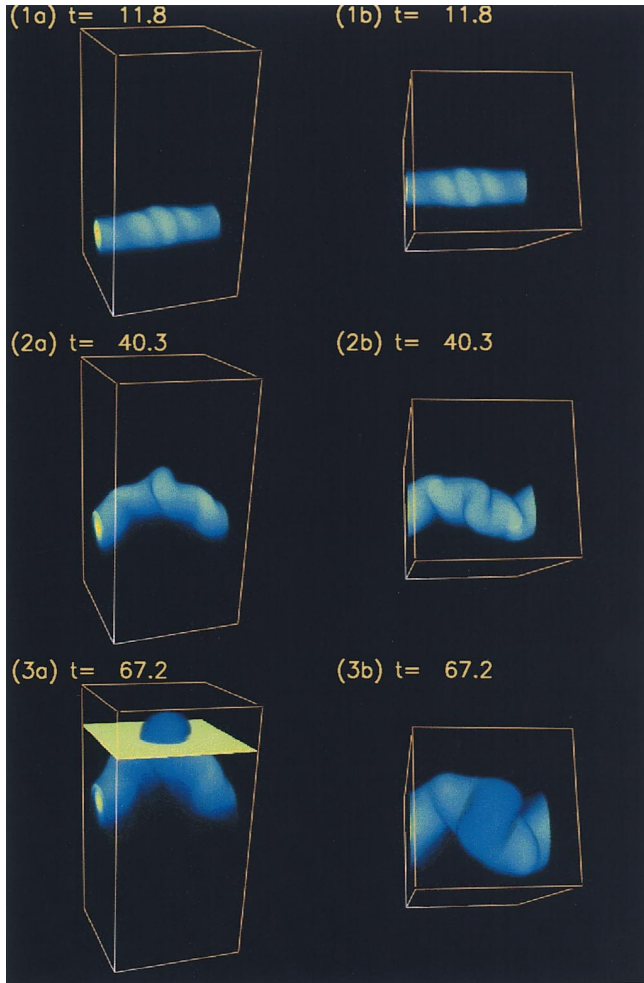 (1a) t= 11.8
(1b) t= 11.8
(2a) t= 40.3
(2b) t= 40.3
(3a) t= 67.2
(3b) t= 67.2